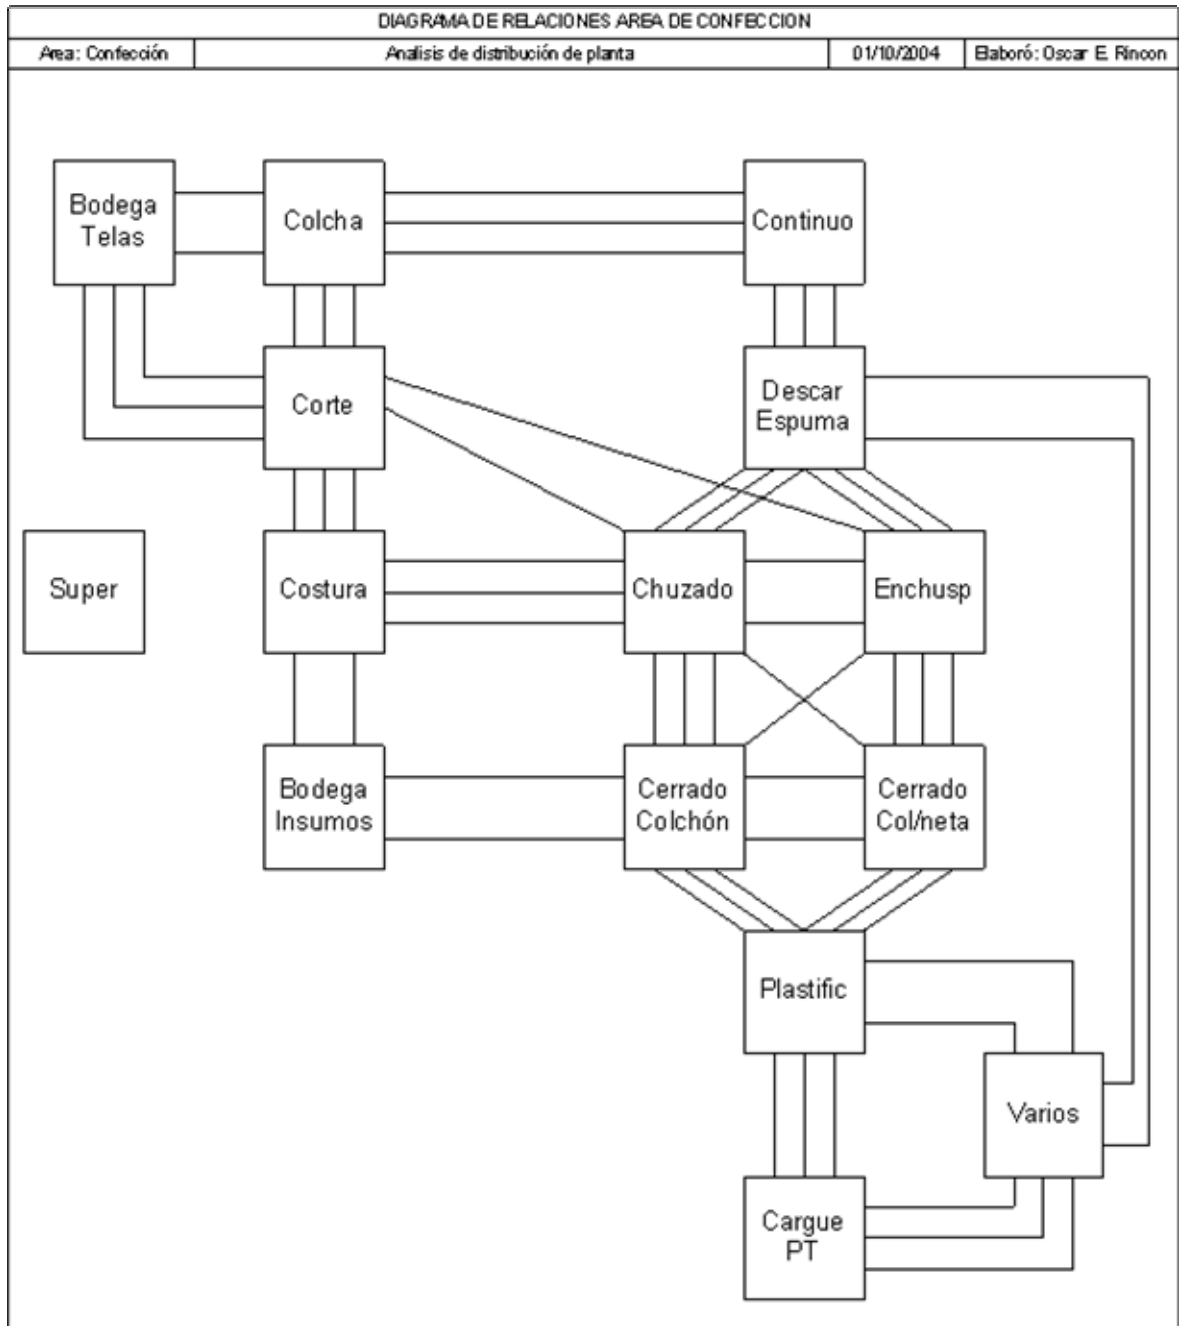 DIAGRAMA DE RELACIONES AREA DE CONFECCION
Area: Confección
Analisis de distribución de planta
01/10/2004
Elaboró: Oscar E. Rincon
Bodega
Telas
Colcha
Continuo
Corte
Descar
Espuma
Super
Costura
Chuzado
Enchusp
Bodega
Insumos
Cerrado
Colchón
Cerrado
Col/neta
Plastific
Varios
Cargue
PT